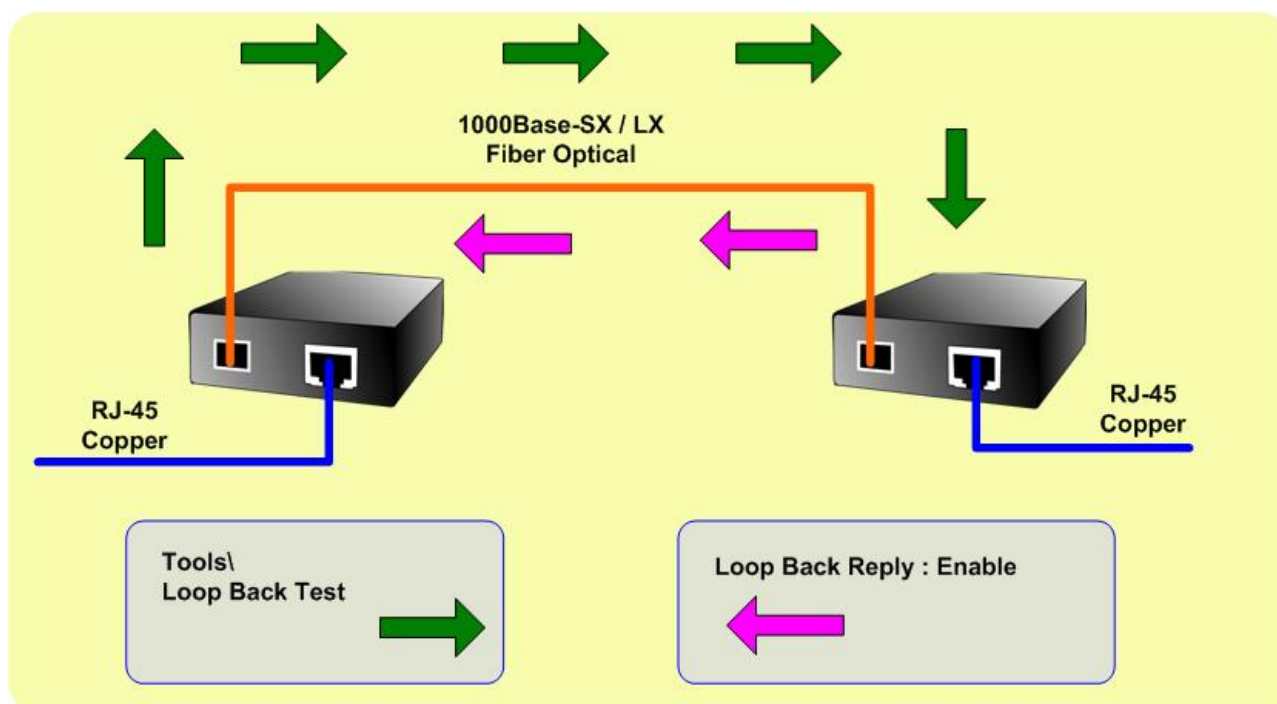 1000Base-SX / LX
Fiber Optical
RJ-45
Copper
RJ-45
Copper
Tools\
Loop Back Test
Loop Back Reply : Enable